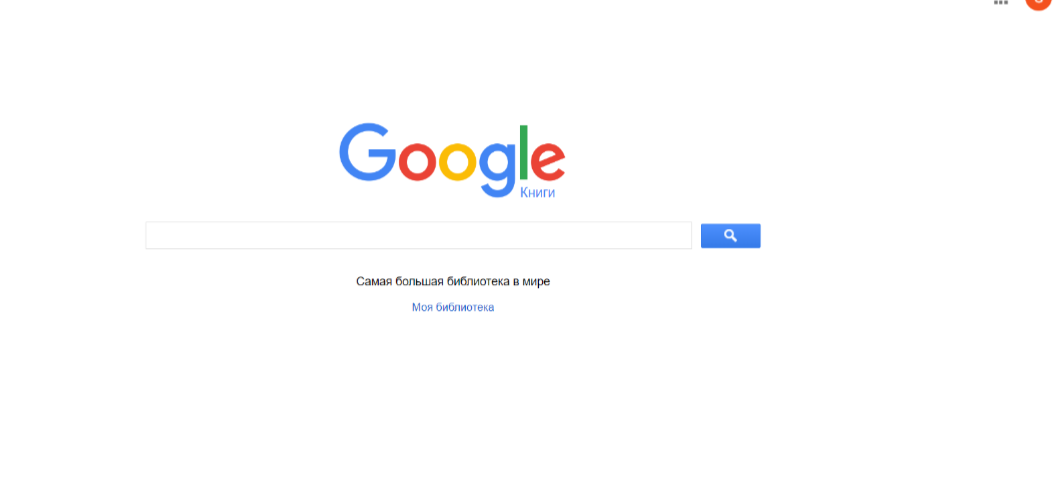 Google
Книги
Самая большая библиотека в мире
Моя библиотека